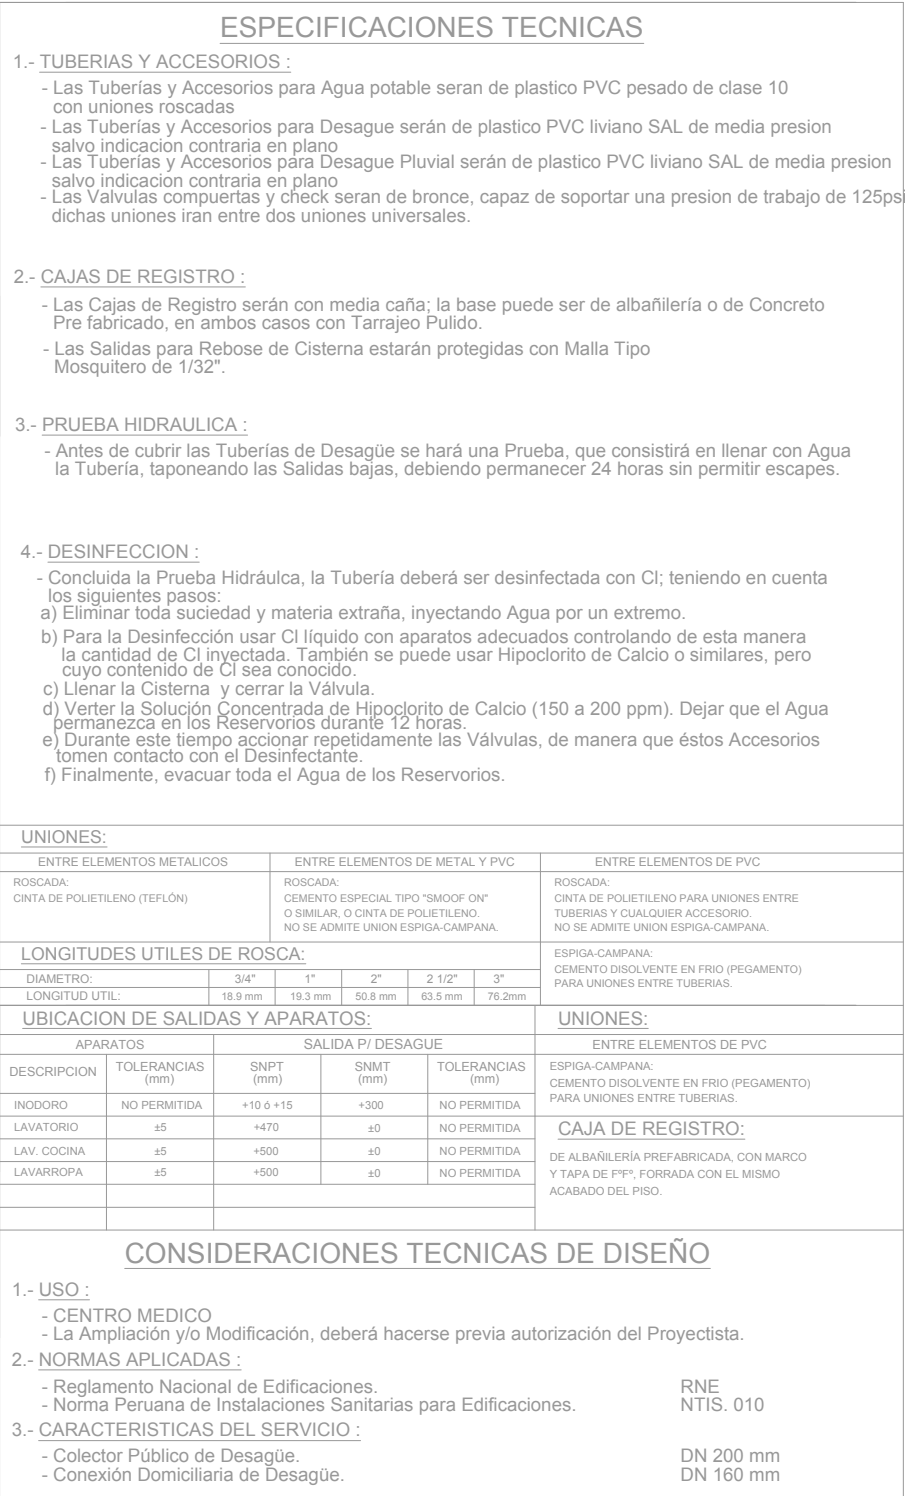 ESPECIFICACIONES TECNICAS
1.- TUBERIAS Y ACCESORIOS :
- Las Tuberías y Accesorios para Agua potable seran de plastico PVC pesado de clase 10
con uniones roscadas
- Las Tuberías y Accesorios para Desague serán de plastico PVC liviano SAL de media presion
salvo indicacion contraria en plano
- Las Tuberías y Accesorios para Desague Pluvial serán de plastico PVC liviano SAL de media presion
salvo indicacion contraria en plano
- Las Valvulas compuertas y check seran de bronce, capaz de soportar una presion de trabajo de 125psi
dichas uniones iran entre dos uniones universales.
2.- CAJAS DE REGISTRO :
- Las Cajas de Registro serán con media caña; la base puede ser de albañilería o de Concreto
Pre fabricado, en ambos casos con Tarrajeo Pulido.
- Las Salidas para Rebose de Cisterna estarán protegidas con Malla Tipo
Mosquitero de 1/32".
3.- PRUEBA HIDRAULICA :
- Antes de cubrir las Tuberías de Desagüe se hará una Prueba, que consistirá en llenar con Agua
la Tubería, taponeando las Salidas bajas, debiendo permanecer 24 horas sin permitir escapes.
4.- DESINFECCION :
- Concluida la Prueba Hidráulca, la Tubería deberá ser desinfectada con Cl; teniendo en cuenta
los siguientes pasos:
a) Eliminar toda suciedad y materia extraña, inyectando Agua por un extremo.
b) Para la Desinfección usar Cl líquido con aparatos adecuados controlando de esta manera
la cantidad de Cl inyectada. También se puede usar Hipoclorito de Calcio o similares, pero
cuyo contenido de Cl sea conocido.
c) Llenar la Cisterna y cerrar la Válvula.
d) Verter la Solución Concentrada de Hipoclorito de Calcio (150 a 200 ppm). Dejar que el Agua
permanezca en los Reservorios durante 12 horas.
e) Durante este tiempo accionar repetidamente las Válvulas, de manera que éstos Accesorios
tomen contacto con el Desinfectante.
f) Finalmente, evacuar toda el Agua de los Reservorios.
UNIONES:
ENTRE ELEMENTOS METALICOS
ROSCADA:
CINTA DE POLIETILENO (TEFLÓN)
ENTRE ELEMENTOS DE METAL Y PVC
ROSCADA:
CEMENTO ESPECIAL TIPO "SMOOF ON"
O SIMILAR, O CINTA DE POLIETILENO.
NO SE ADMITE UNION ESPIGA-CAMPANA.
ENTRE ELEMENTOS DE PVC
ROSCADA:
CINTA DE POLIETILENO PARA UNIONES ENTRE
TUBERIAS Y CUALQUIER ACCESORIO.
NO SE ADMITE UNION ESPIGA-CAMPANA.
ESPIGA-CAMPANA:
CEMENTO DISOLVENTE EN FRIO (PEGAMENTO)
PARA UNIONES ENTRE TUBERIAS.
LONGITUDES UTILES DE ROSCA:
DIAMETRO: 3/4" 1" 2" 2 1/2" 3"
LONGITUD UTIL: 18.9 mm 19.3 mm 50.8 mm 63.5 mm 76.2mm
UBICACION DE SALIDAS Y APARATOS:
APARATOS SALIDA P/ DESAGUE
DESCRIPCION TOLERANCIAS (mm) SNPT (mm) SNMT (mm) TOLERANCIAS (mm)
INODORO NO PERMITIDA +10 ó +15 +300 NO PERMITIDA
LAVATORIO ±5 +470 ±0 NO PERMITIDA
LAV. COCINA ±5 +500 ±0 NO PERMITIDA
LAVARROPA ±5 +500 ±0 NO PERMITIDA
UNIONES:
ENTRE ELEMENTOS DE PVC
ESPIGA-CAMPANA:
CEMENTO DISOLVENTE EN FRIO (PEGAMENTO)
PARA UNIONES ENTRE TUBERIAS.
CAJA DE REGISTRO:
DE ALBAÑILERÍA PREFABRICADA, CON MARCO
Y TAPA DE FºFº, FORRADA CON EL MISMO
ACABADO DEL PISO.
CONSIDERACIONES TECNICAS DE DISEÑO
1.- USO :
- CENTRO MEDICO
- La Ampliación y/o Modificación, deberá hacerse previa autorización del Proyectista.
2.- NORMAS APLICADAS :
- Reglamento Nacional de Edificaciones. RNE
- Norma Peruana de Instalaciones Sanitarias para Edificaciones. NTIS. 010
3.- CARACTERISTICAS DEL SERVICIO :
- Colector Público de Desagüe. DN 200 mm
- Conexión Domiciliaria de Desagüe. DN 160 mm